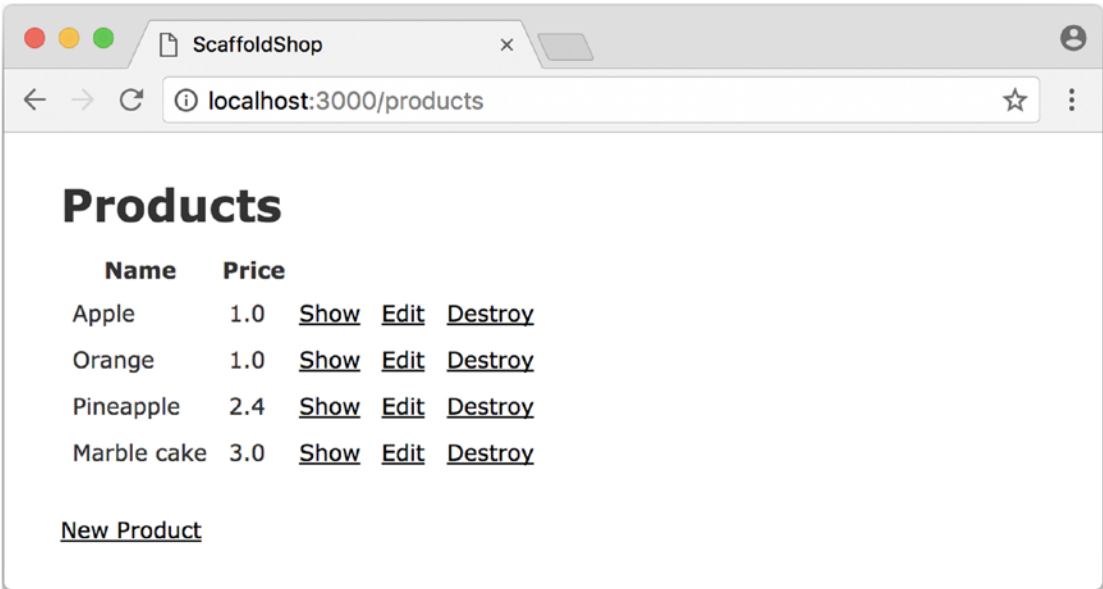 ScaffoldShop
localhost:3000/products
Products
Name Price
Apple 1.0 Show Edit Destroy
Orange 1.0 Show Edit Destroy
Pineapple 2.4 Show Edit Destroy
Marble cake 3.0 Show Edit Destroy
New Product